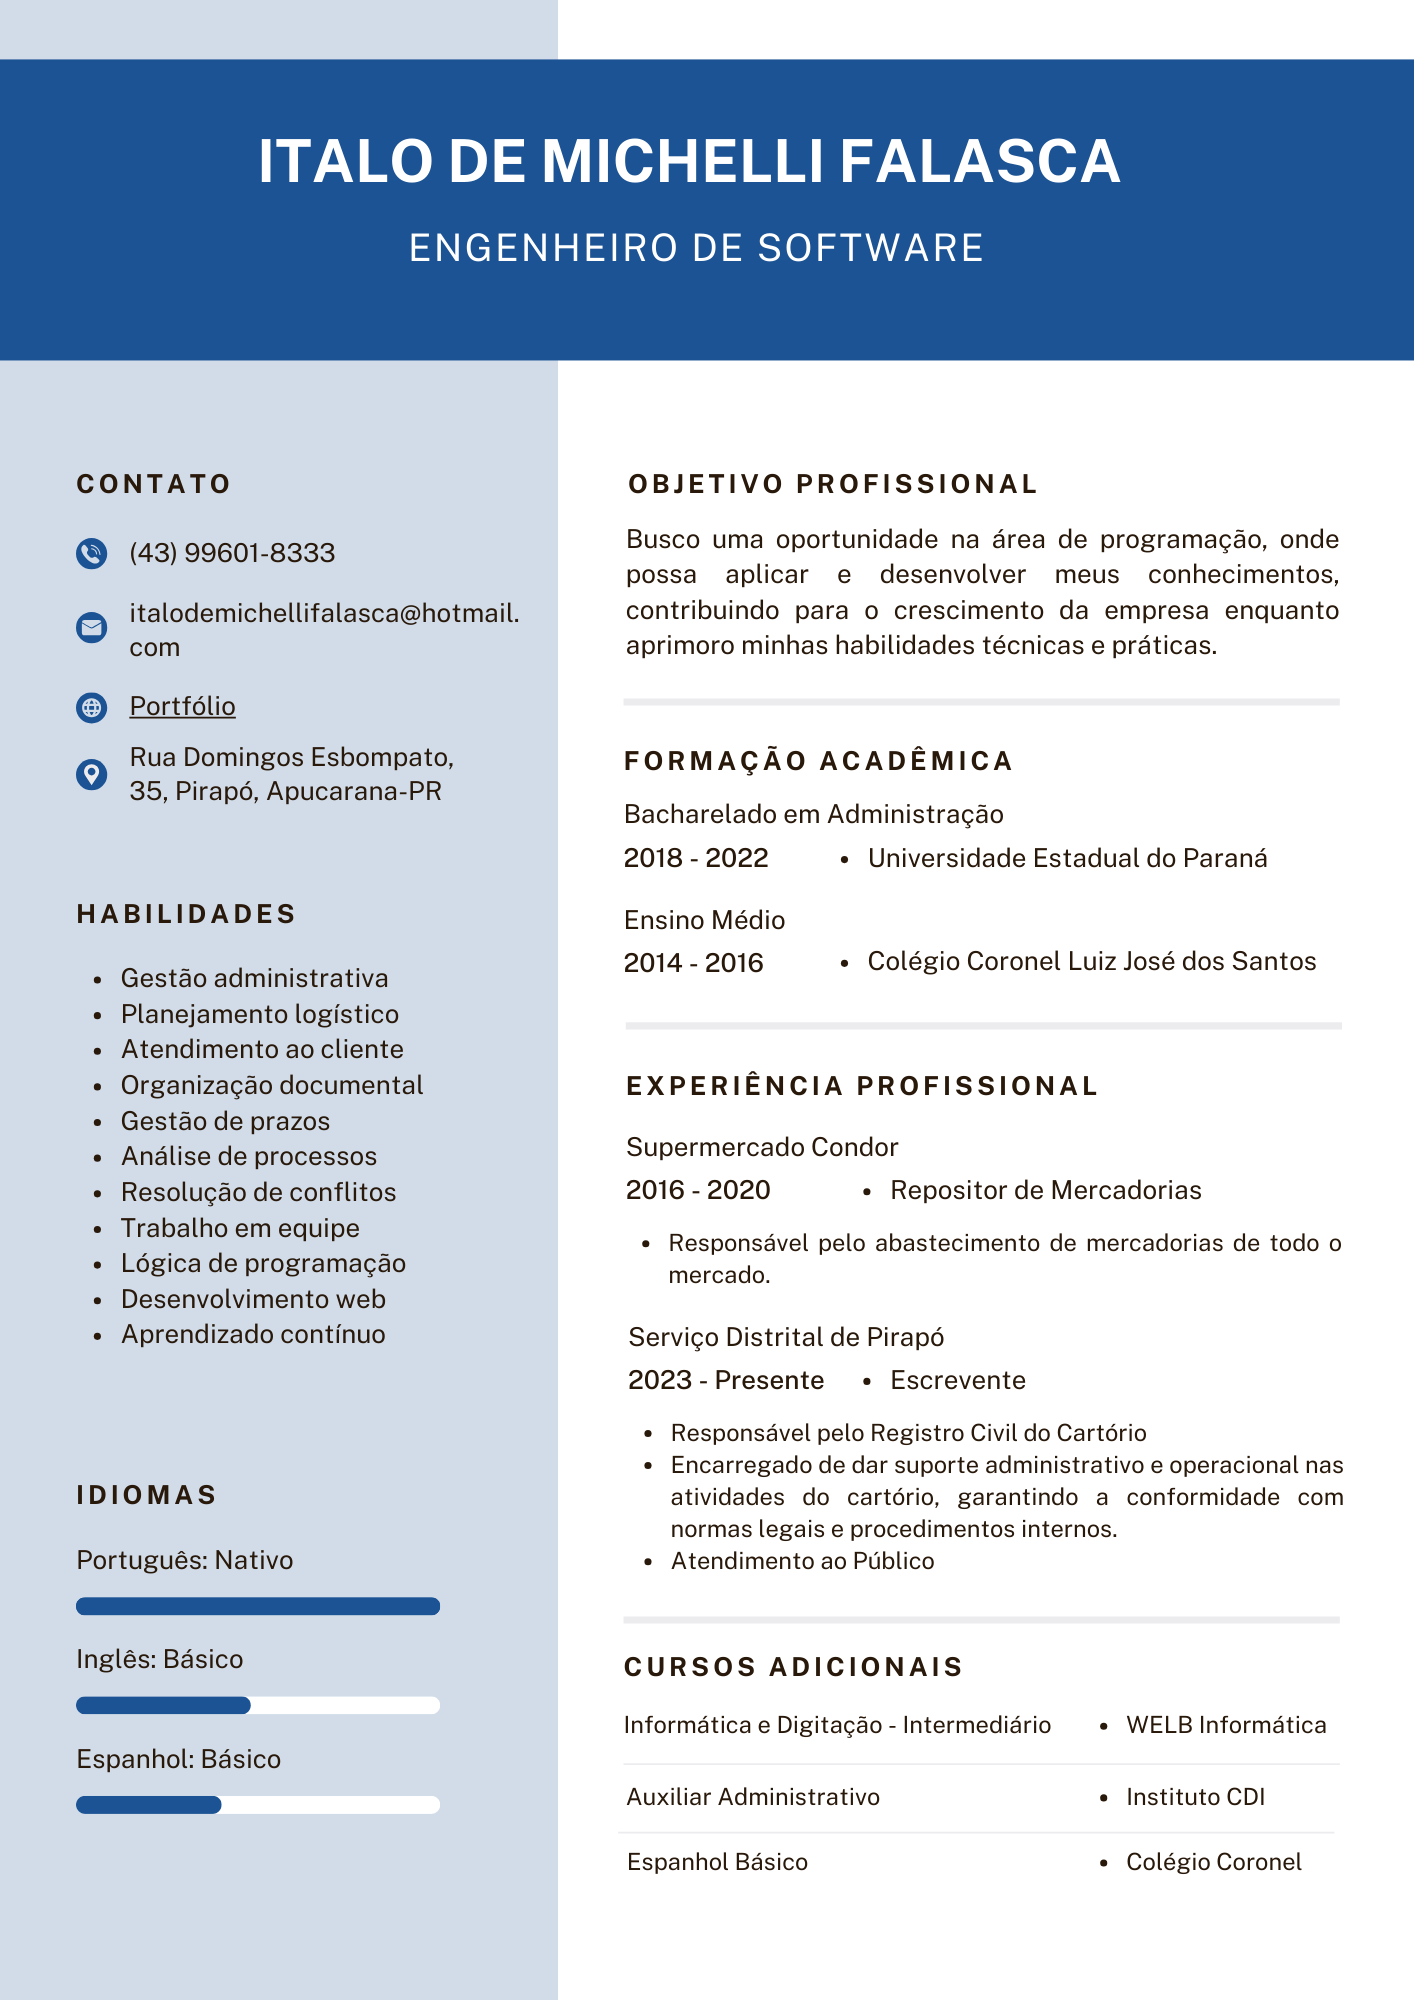 ITALO DE MICHELLI FALASCA
ENGENHEIRO DE SOFTWARE
CONTATO
(43) 99601-8333
italodemichellifalasca@hotmail.
com
Portfólio
Rua Domingos Esbompato,
35, Pirapó, Apucarana-PR
HABILIDADES
• Gestão administrativa
• Planejamento logístico
• Atendimento ao cliente
• Organização documental
• Gestão de prazos
• Análise de processos
• Resolução de conflitos
• Trabalho em equipe
• Lógica de programação
• Desenvolvimento web
• Aprendizado contínuo
IDIOMAS
Português: Nativo
Inglês: Básico
Espanhol: Básico
OBJETIVO PROFISSIONAL
Busco uma oportunidade na área de programação, onde
possa aplicar e desenvolver meus conhecimentos,
contribuindo para o crescimento da empresa enquanto
aprimoro minhas habilidades técnicas e práticas.
FORMAÇÃO ACADÊMICA
Bacharelado em Administração
2018 - 2022 • Universidade Estadual do Paraná
Ensino Médio
2014 - 2016 • Colégio Coronel Luiz José dos Santos
EXPERIÊNCIA PROFISSIONAL
Supermercado Condor
2016 - 2020 • Repositor de Mercadorias
• Responsável pelo abastecimento de mercadorias de todo o
mercado.
Serviço Distrital de Pirapó
2023 - Presente • Escrevente
• Responsável pelo Registro Civil do Cartório
• Encarregado de dar suporte administrativo e operacional nas
atividades do cartório, garantindo a conformidade com
normas legais e procedimentos internos.
• Atendimento ao Público
CURSOS ADICIONAIS
Informática e Digitação - Intermediário • WELB Informática
Auxiliar Administrativo • Instituto CDI
Espanhol Básico • Colégio Coronel